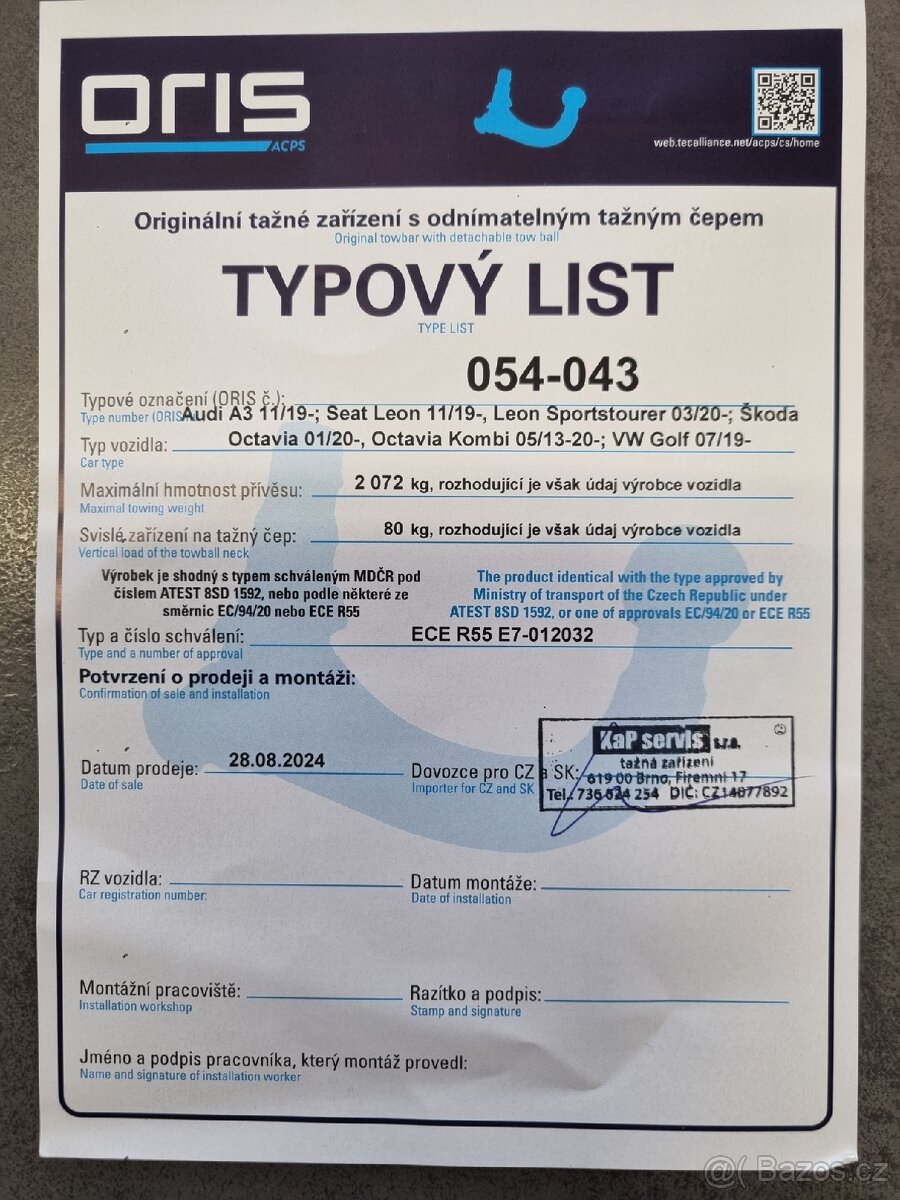 oris
ACPS
web.tecalliance.net/acps/cs/home
Originální tažné zařízení s odnímatelným tažným čepem
Original towbar with detachable tow ball
TYPOVÝ LIST
TYPE LIST
054-043
Typové označení (ORIS č.):
Type number (ORIS
Audi A3 11/19-; Seat Leon 11/19-, Leon Sportstourer 03/20-; Škoda
Octavia 01/20-, Octavia Kombi 05/13-20-; VW Golf 07/19-
Typ vozidla:
Car type
Maximální hmotnost přívěsu: 2 072 kg, rozhodující je však údaj výrobce vozidla
Maximal towing weight
Svislé zařízení na tažný čep: 80 kg, rozhodující je však údaj výrobce vozidla
Vertical load of the towball neck
Výrobek je shodný s typem schváleným MDČR pod
číslem ATEST 8SD 1592, nebo podle některé ze
směrnic EC/94/20 nebo ECE R55
The product identical with the type approved by
Ministry of transport of the Czech Republic under
ATEST 8SD 1592, or one of approvals EC/94/20 or ECE R55
Typ a číslo schválení: ECE R55 E7-012032
Type and a number of approval
Potvrzení o prodeji a montáži:
Confirmation of sale and installation
Datum prodeje: 28.08.2024
Date of sale
Dovozce pro CZ a SK:
Importer for CZ and SK
KaP servis s.r.o.
tažná zařízení
619 00 Brno, Firemní 17
Tel.: 736 624 254 DIČ: CZ14077892
RZ vozidla:
Car registration number:
Datum montáže:
Date of installation
Montážní pracoviště:
Installation workshop
Razítko a podpis:
Stamp and signature
Jméno a podpis pracovníka, který montáž provedl:
Name and signature of installation worker
@( Bazos.cz